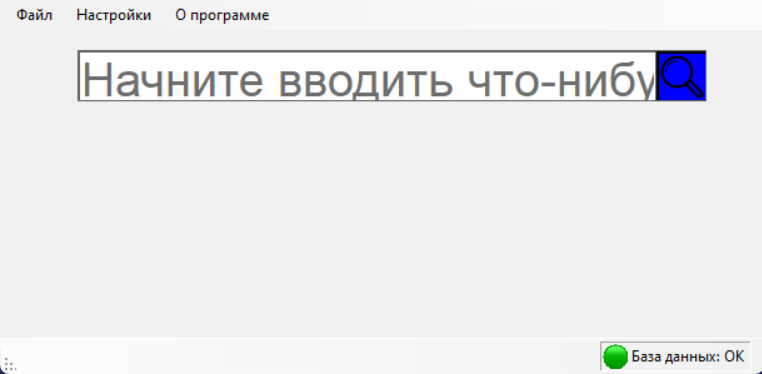 Файл Настройки О программе
Начните вводить что-нибу
База данных: OK